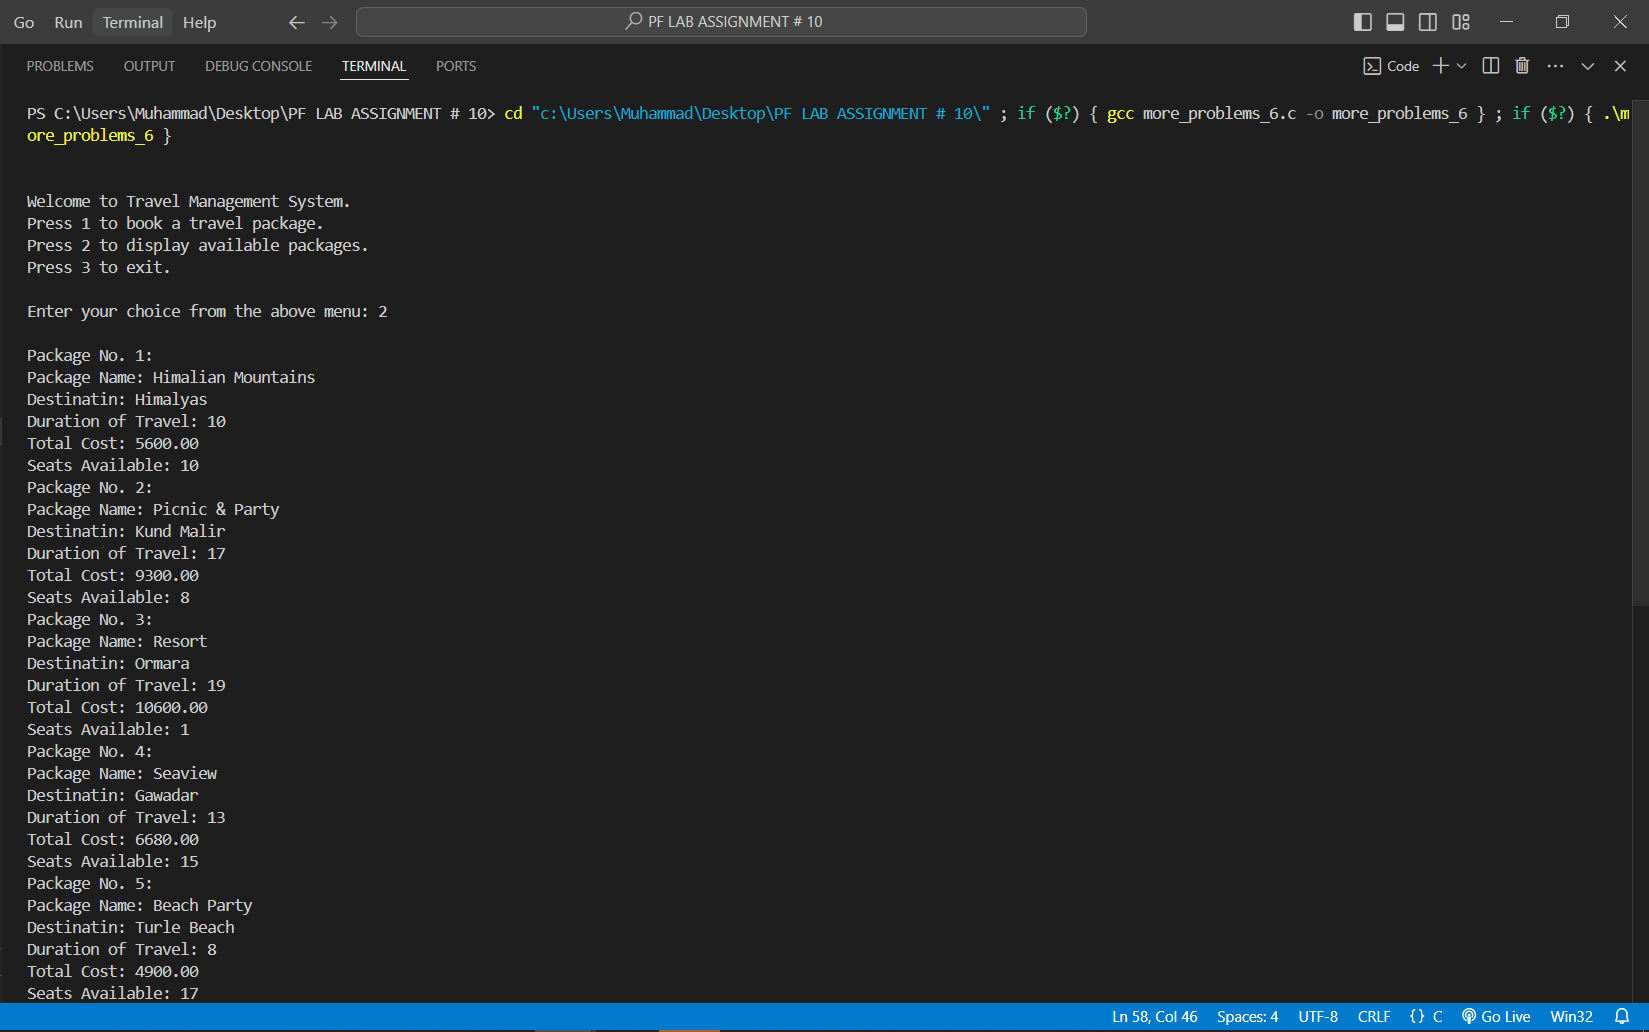 Go Run Terminal Help PF LAB ASSIGNMENT # 10
PROBLEMS OUTPUT DEBUG CONSOLE TERMINAL PORTS Code
PS C:\Users\Muhammad\Desktop\PF LAB ASSIGNMENT # 10> cd "c:\Users\Muhammad\Desktop\PF LAB ASSIGNMENT # 10\" ; if ($?) { gcc more_problems_6.c -o more_problems_6 } ; if ($?) { .\m
ore_problems_6 }
Welcome to Travel Management System.
Press 1 to book a travel package.
Press 2 to display available packages.
Press 3 to exit.
Enter your choice from the above menu: 2
Package No. 1:
Package Name: Himalian Mountains
Destinatin: Himalyas
Duration of Travel: 10
Total Cost: 5600.00
Seats Available: 10
Package No. 2:
Package Name: Picnic & Party
Destinatin: Kund Malir
Duration of Travel: 17
Total Cost: 9300.00
Seats Available: 8
Package No. 3:
Package Name: Resort
Destinatin: Ormara
Duration of Travel: 19
Total Cost: 10600.00
Seats Available: 1
Package No. 4:
Package Name: Seaview
Destinatin: Gawadar
Duration of Travel: 13
Total Cost: 6680.00
Seats Available: 15
Package No. 5:
Package Name: Beach Party
Destinatin: Turle Beach
Duration of Travel: 8
Total Cost: 4900.00
Seats Available: 17
Ln 58, Col 46 Spaces: 4 UTF-8 CRLF {} C Go Live Win32